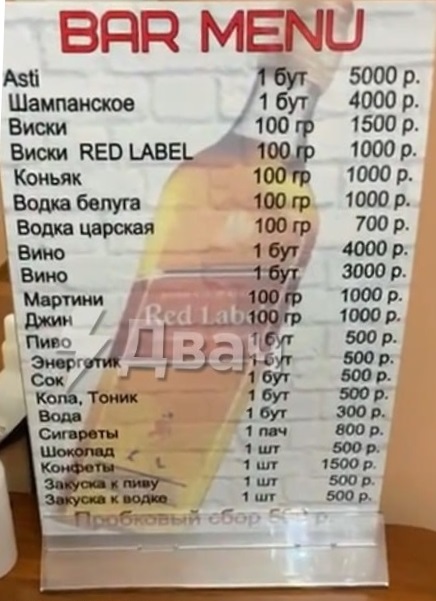 BAR MENU
Asti 1 бут 5000 р.
Шампанское 1 бут 4000 р.
Виски 100 гр 1500 р.
Виски RED LABEL 100 гр 1000 р.
Коньяк 100 гр 1000 р.
Водка белуга 100 гр 1000 р.
Водка царская 100 гр 700 р.
Вино 1 бут 4000 р.
Вино 1 бут 3000 р.
Мартини 100 гр 1000 р.
Джин 100 гр 1000 р.
Red Label
Пиво 1 бут 500 р.
Двач
Энергетик 1 бут 500 р.
Сок 1 бут 500 р.
Кола, Тоник 1 бут 500 р.
Вода 1 бут 300 р.
Сигареты 1 пач 800 р.
Шоколад 1 шт 500 р.
Конфеты 1 шт 1500 р.
Закуска к пиву 1 шт 500 р.
Закуска к водке 1 шт 500 р.
Пробковый сбор 500 р.